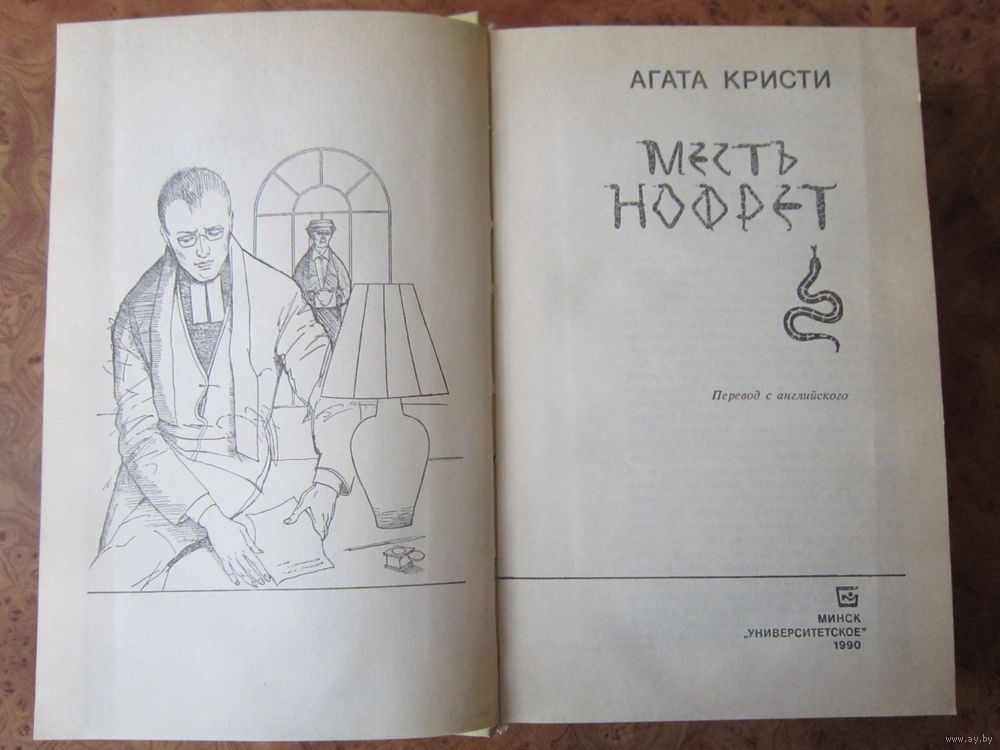 АГАТА КРИСТИ
МЕСТЬ
НОФРЕТ
Перевод с английского
МИНСК
„УНИВЕРСИТЕТСКОЕ"
1990
www.ay.by